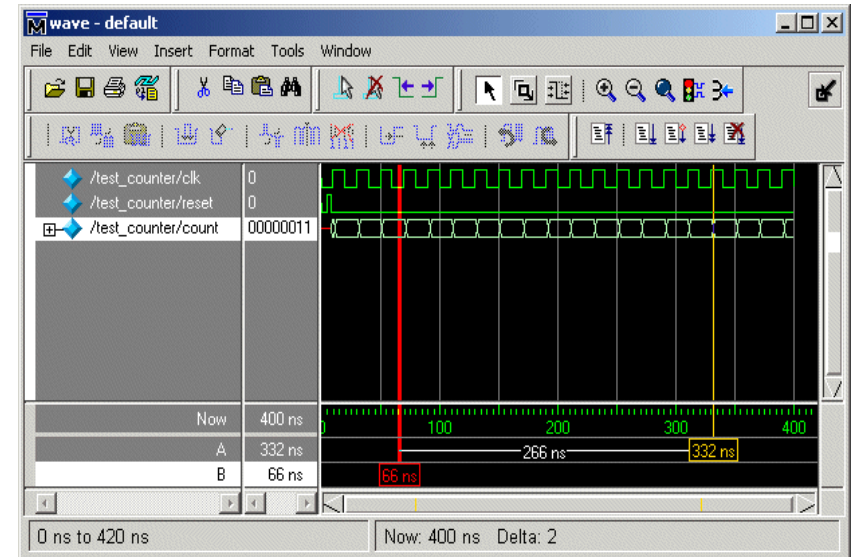 wave - default
File Edit View Insert Format Tools Window
/test_counter/clk 0
/test_counter/reset 0
/test_counter/count 00000011
Now 400 ns 100 200 300 400
A 332 ns 266 ns 332 ns
B 66 ns 66 ns
0 ns to 420 ns Now: 400 ns Delta: 2